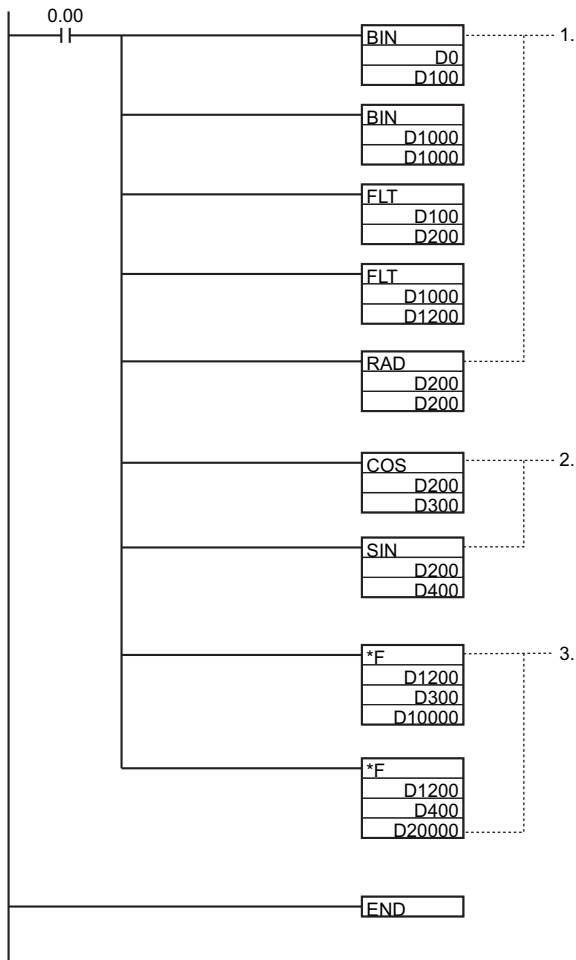 0.00
BIN
1.
D0
D100
BIN
D1000
D1000
FLT
D100
D200
FLT
D1000
D1200
RAD
D200
D200
COS
2.
D200
D300
SIN
D200
D400
*F
3.
D1200
D300
D10000
*F
D1200
D400
D20000
END